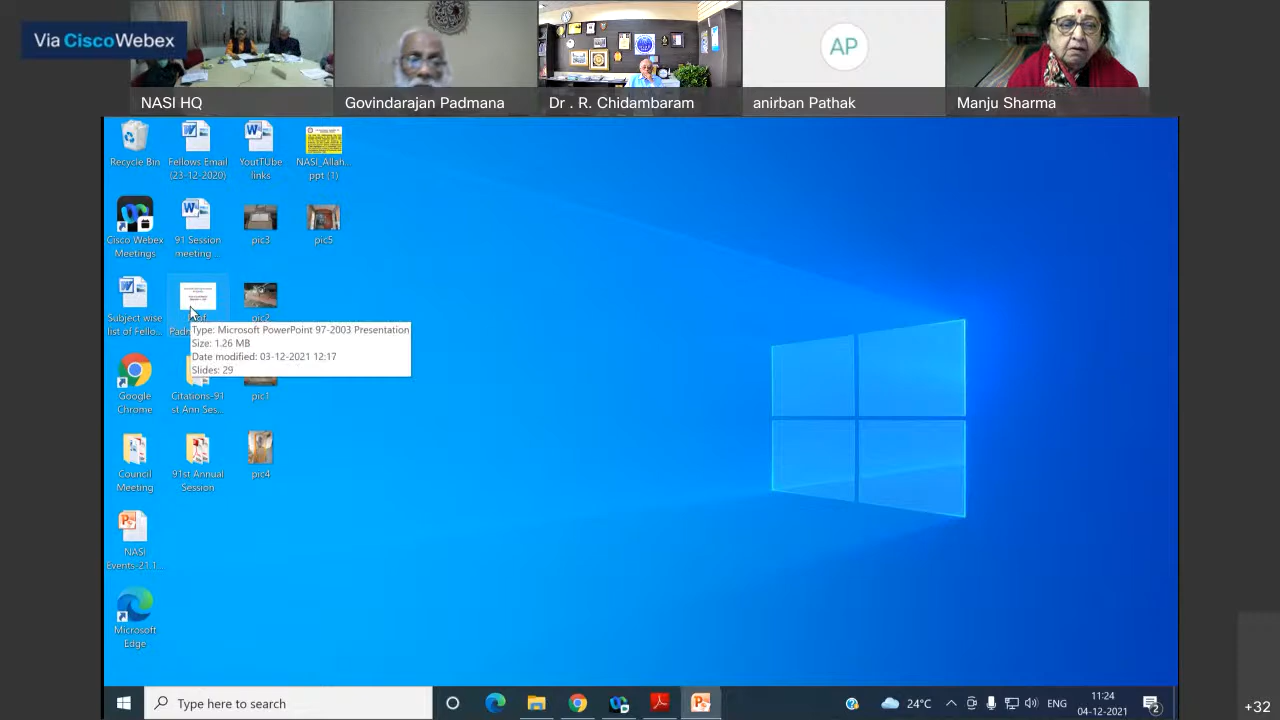 Via CiscoWebex
NASI HQ
Govindarajan Padmana
Dr . R. Chidambaram
AP
anirban Pathak
Manju Sharma
Recycle Bin
Fellows Email
(23-12-2020)
YoutTUbe
links
NASI_Allah...
ppt (1)
Cisco Webex
Meetings
91 Session
meeting ...
pic3
pic5
Subject wise
list of Fello...
pic2
Type: Microsoft PowerPoint 97-2003 Presentation
Size: 1.26 MB
Date modified: 03-12-2021 12:17
Slides: 29
Google
Chrome
Citations-91
st Ann Ses...
pic1
Council
Meeting
91st Annual
Session
pic4
NASI
Events-21.1...
Microsoft
Edge
Type here to search
24°C
ENG
11:24
04-12-2021
2
+32